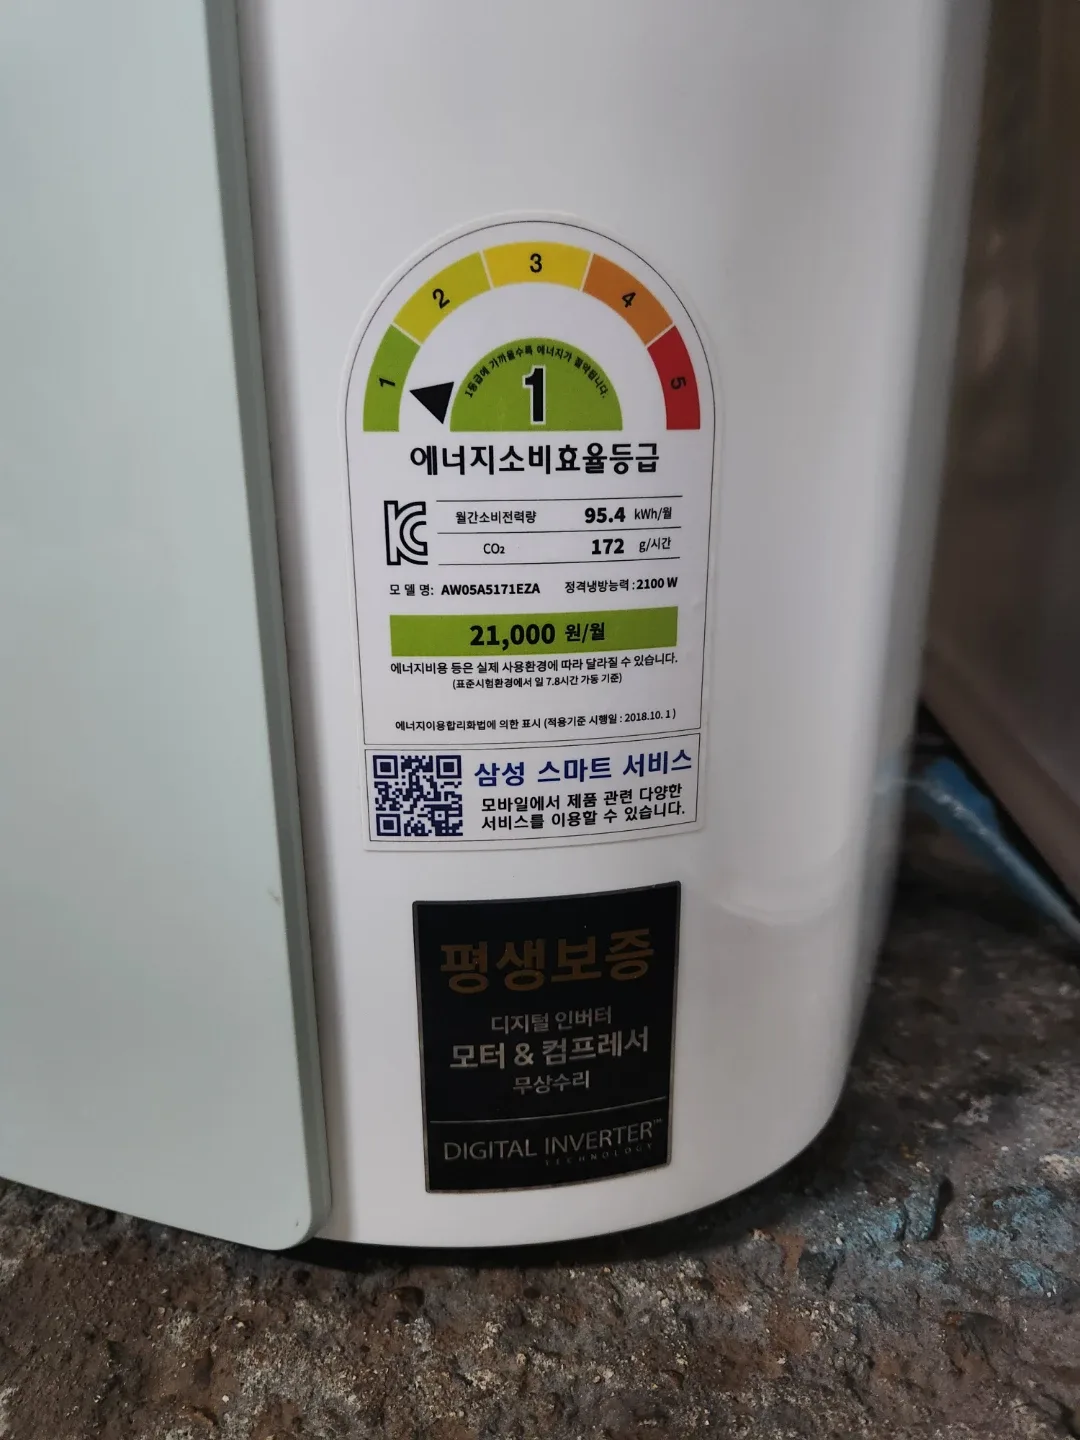 1
2
3
4
5
1등급에 가까울수록 에너지가 절약됩니다.
1
에너지소비효율등급
월간소비전력량 95.4 kWh/월
CO₂ 172 g/시간
모 델 명: AW05A5171EZA 정격냉방능력 : 2100 W
21,000 원/월
에너지비용 등은 실제 사용환경에 따라 달라질 수 있습니다.
(표준시험환경에서 일 7.8시간 가동 기준)
에너지이용합리화법에 의한 표시 (적용기준 시행일 : 2018.10. 1 )
삼성 스마트 서비스
모바일에서 제품 관련 다양한
서비스를 이용할 수 있습니다.
평생보증
디지털 인버터
모터 & 컴프레서
무상수리
DIGITAL INVERTER™
TECHNOLOGY